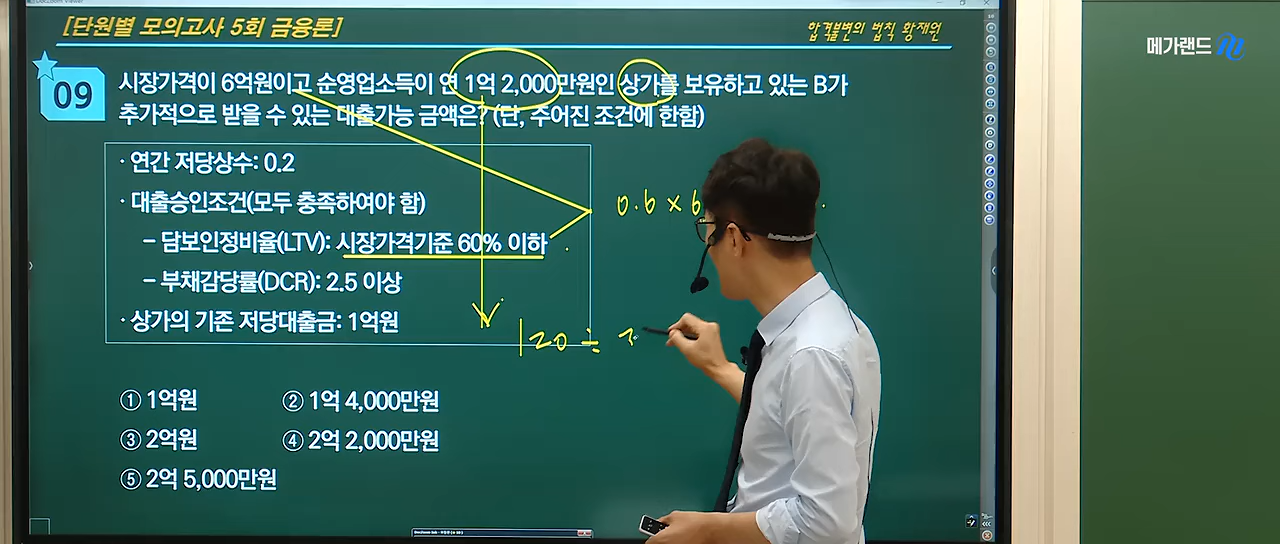 [단원별 모의고사 5회 금융론]
합격불변의 법칙 황재원
메가랜드
09
시장가격이 6억원이고 순영업소득이 연 1억 2,000만원인 상가를 보유하고 있는 B가
추가적으로 받을 수 있는 대출가능 금액은? (단, 주어진 조건에 한함)
· 연간 저당상수: 0.2
· 대출승인조건(모두 충족하여야 함)
– 담보인정비율(LTV): 시장가격기준 60% 이하
– 부채감당률(DCR): 2.5 이상
· 상가의 기존 저당대출금: 1억원
0.6 × 6
120 ÷
① 1억원
② 1억 4,000만원
③ 2억원
④ 2억 2,000만원
⑤ 2억 5,000만원